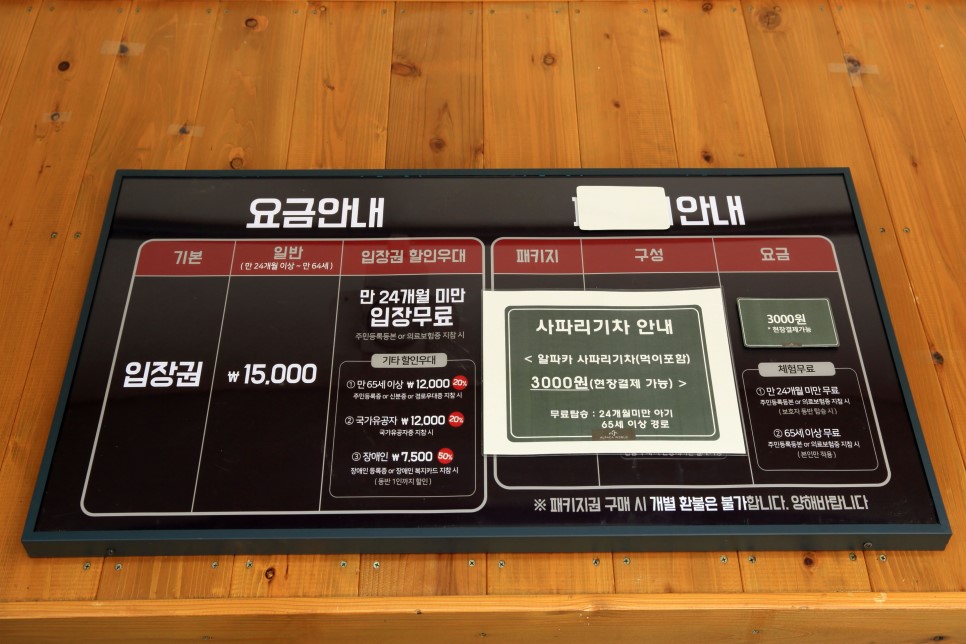 요금안내
기본
일반
( 만 24개월 이상 ~ 만 64세 )
입장권 할인우대
입장권
₩ 15.000
만 24개월 미만
입장무료
주민등록등본 or 의료보험증 지참 시
기타 할인우대
① 만 65세 이상 ₩ 12,000 20%
주민등록증 or 신분증 or 경로우대증 지참 시
② 국가유공자 ₩ 12,000 20%
국가유공자증 지참 시
③ 장애인 ₩ 7,500 50%
장애인 등록증 or 장애인 복지카드 지참 시
( 동반 1인까지 할인 )
안내
패키지
구성
요금
사파리기차 안내
< 알파카 사파리기차(먹이포함)
3000원(현장결제 가능) >
무료탑승 : 24개월미만 아기
65세 이상 경로
3000원
* 현장결제가능
체험무료
① 만 24개월 미만 무료
주민등록등본 or 의료보험증 지참 시
( 보호자 동반 탑승 시 )
② 65세 이상 무료
주민등록등본 or 의료보험증 지참 시
( 본인만 적용 )
※ 패키지권 구매 시 개별 환불은 불가합니다. 양해바랍니다